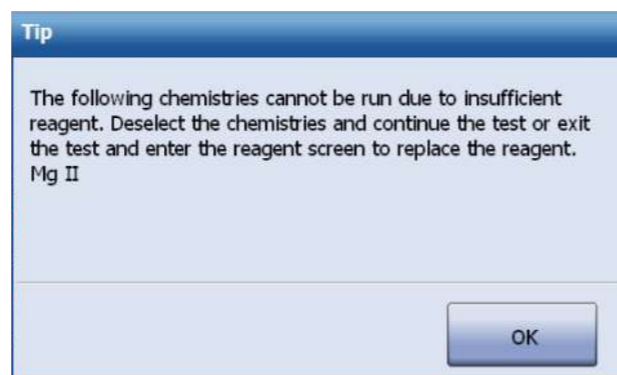 Tip
The following chemistries cannot be run due to insufficient
reagent. Deselect the chemistries and continue the test or exit
the test and enter the reagent screen to replace the reagent.
Mg II
OK